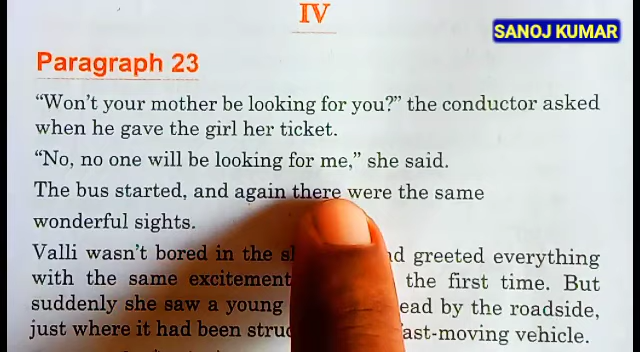 IV
SANOJ KUMAR
Paragraph 23
“Won’t your mother be looking for you?” the conductor asked
when he gave the girl her ticket.
“No, no one will be looking for me,” she said.
The bus started, and again there were the same
wonderful sights.
Valli wasn’t bored in the greeted everything
with the same excitement the first time. But
suddenly she saw a young by the roadside,
just where it had been vehicle.